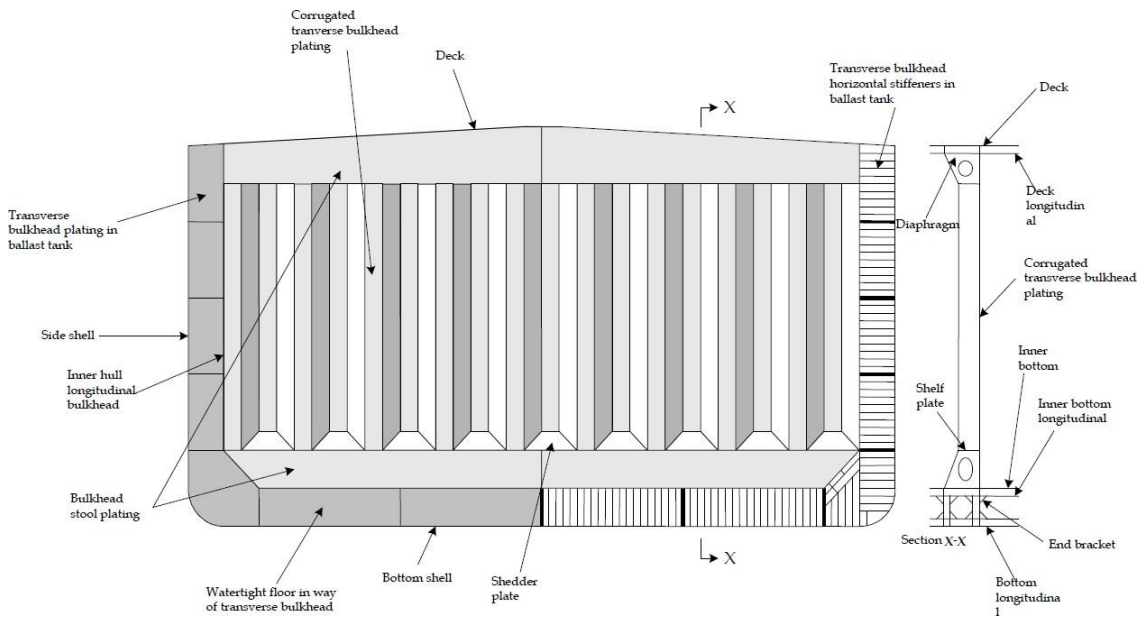 Corrugated
tranverse bulkhead
plating
Deck
X
Transverse bulkhead
horizontal stiffeners in
ballast tank
Deck
Transverse
bulkhead plating in
ballast tank
Diaphragm
Deck
longitudin
al
Corrugated
transverse bulkhead
plating
Side shell
Inner hull
longitudinal
bulkhead
Inner
bottom
Shelf
plate
Inner bottom
longitudinal
Bulkhead
stool plating
Section X-X
End bracket
X
Watertight floor in way
of transverse bulkhead
Bottom shell
Shedder
plate
Bottom
longitudina
l